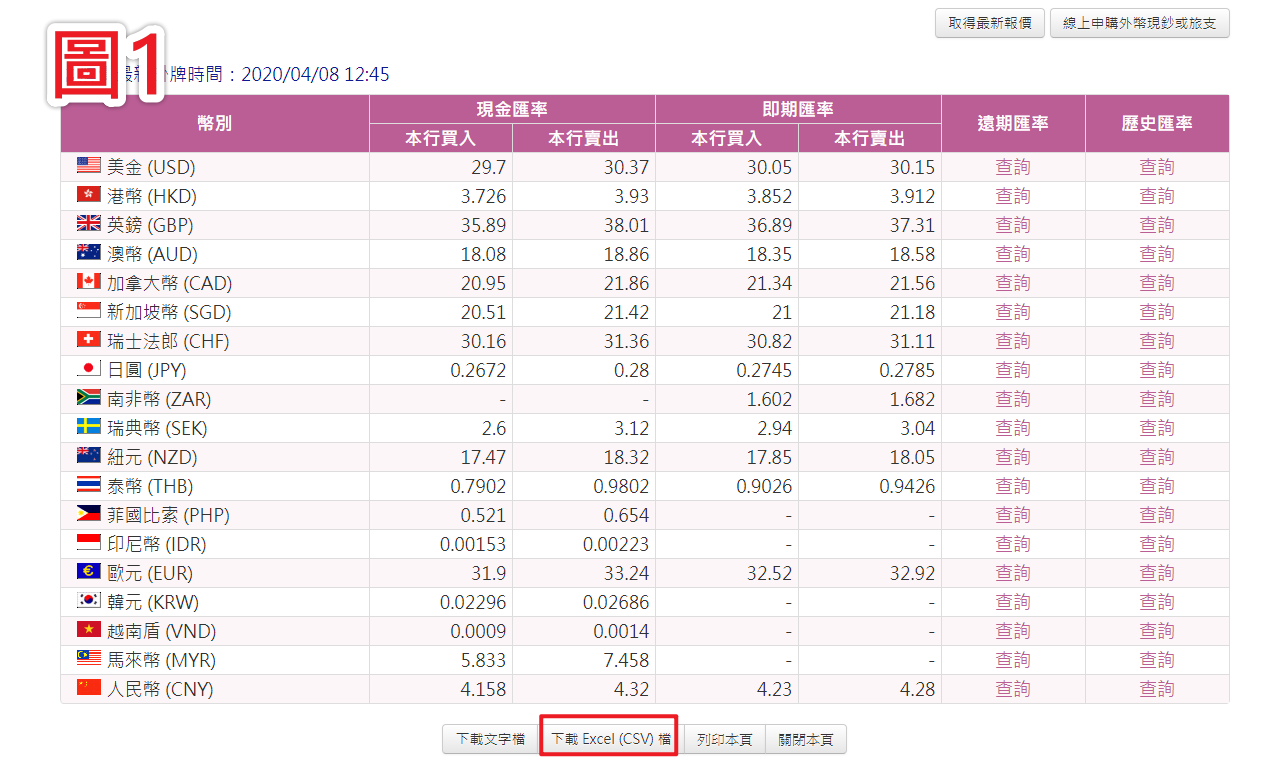 取得最新報價 線上申購外幣現鈔或旅支
圖1
最新掛牌時間：2020/04/08 12:45
幣別 現金匯率 即期匯率 遠期匯率 歷史匯率
本行買入 本行賣出 本行買入 本行賣出
美金 (USD) 29.7 30.37 30.05 30.15 查詢 查詢
港幣 (HKD) 3.726 3.93 3.852 3.912 查詢 查詢
英鎊 (GBP) 35.89 38.01 36.89 37.31 查詢 查詢
澳幣 (AUD) 18.08 18.86 18.35 18.58 查詢 查詢
加拿大幣 (CAD) 20.95 21.86 21.34 21.56 查詢 查詢
新加坡幣 (SGD) 20.51 21.42 21 21.18 查詢 查詢
瑞士法郎 (CHF) 30.16 31.36 30.82 31.11 查詢 查詢
日圓 (JPY) 0.2672 0.28 0.2745 0.2785 查詢 查詢
南非幣 (ZAR) - - 1.602 1.682 查詢 查詢
瑞典幣 (SEK) 2.6 3.12 2.94 3.04 查詢 查詢
紐元 (NZD) 17.47 18.32 17.85 18.05 查詢 查詢
泰幣 (THB) 0.7902 0.9802 0.9026 0.9426 查詢 查詢
菲國比索 (PHP) 0.521 0.654 - - 查詢 查詢
印尼幣 (IDR) 0.00153 0.00223 - - 查詢 查詢
歐元 (EUR) 31.9 33.24 32.52 32.92 查詢 查詢
韓元 (KRW) 0.02296 0.02686 - - 查詢 查詢
越南盾 (VND) 0.0009 0.0014 - - 查詢 查詢
馬來幣 (MYR) 5.833 7.458 - - 查詢 查詢
人民幣 (CNY) 4.158 4.32 4.23 4.28 查詢 查詢
下載文字檔 下載 Excel (CSV) 檔 列印本頁 關閉本頁